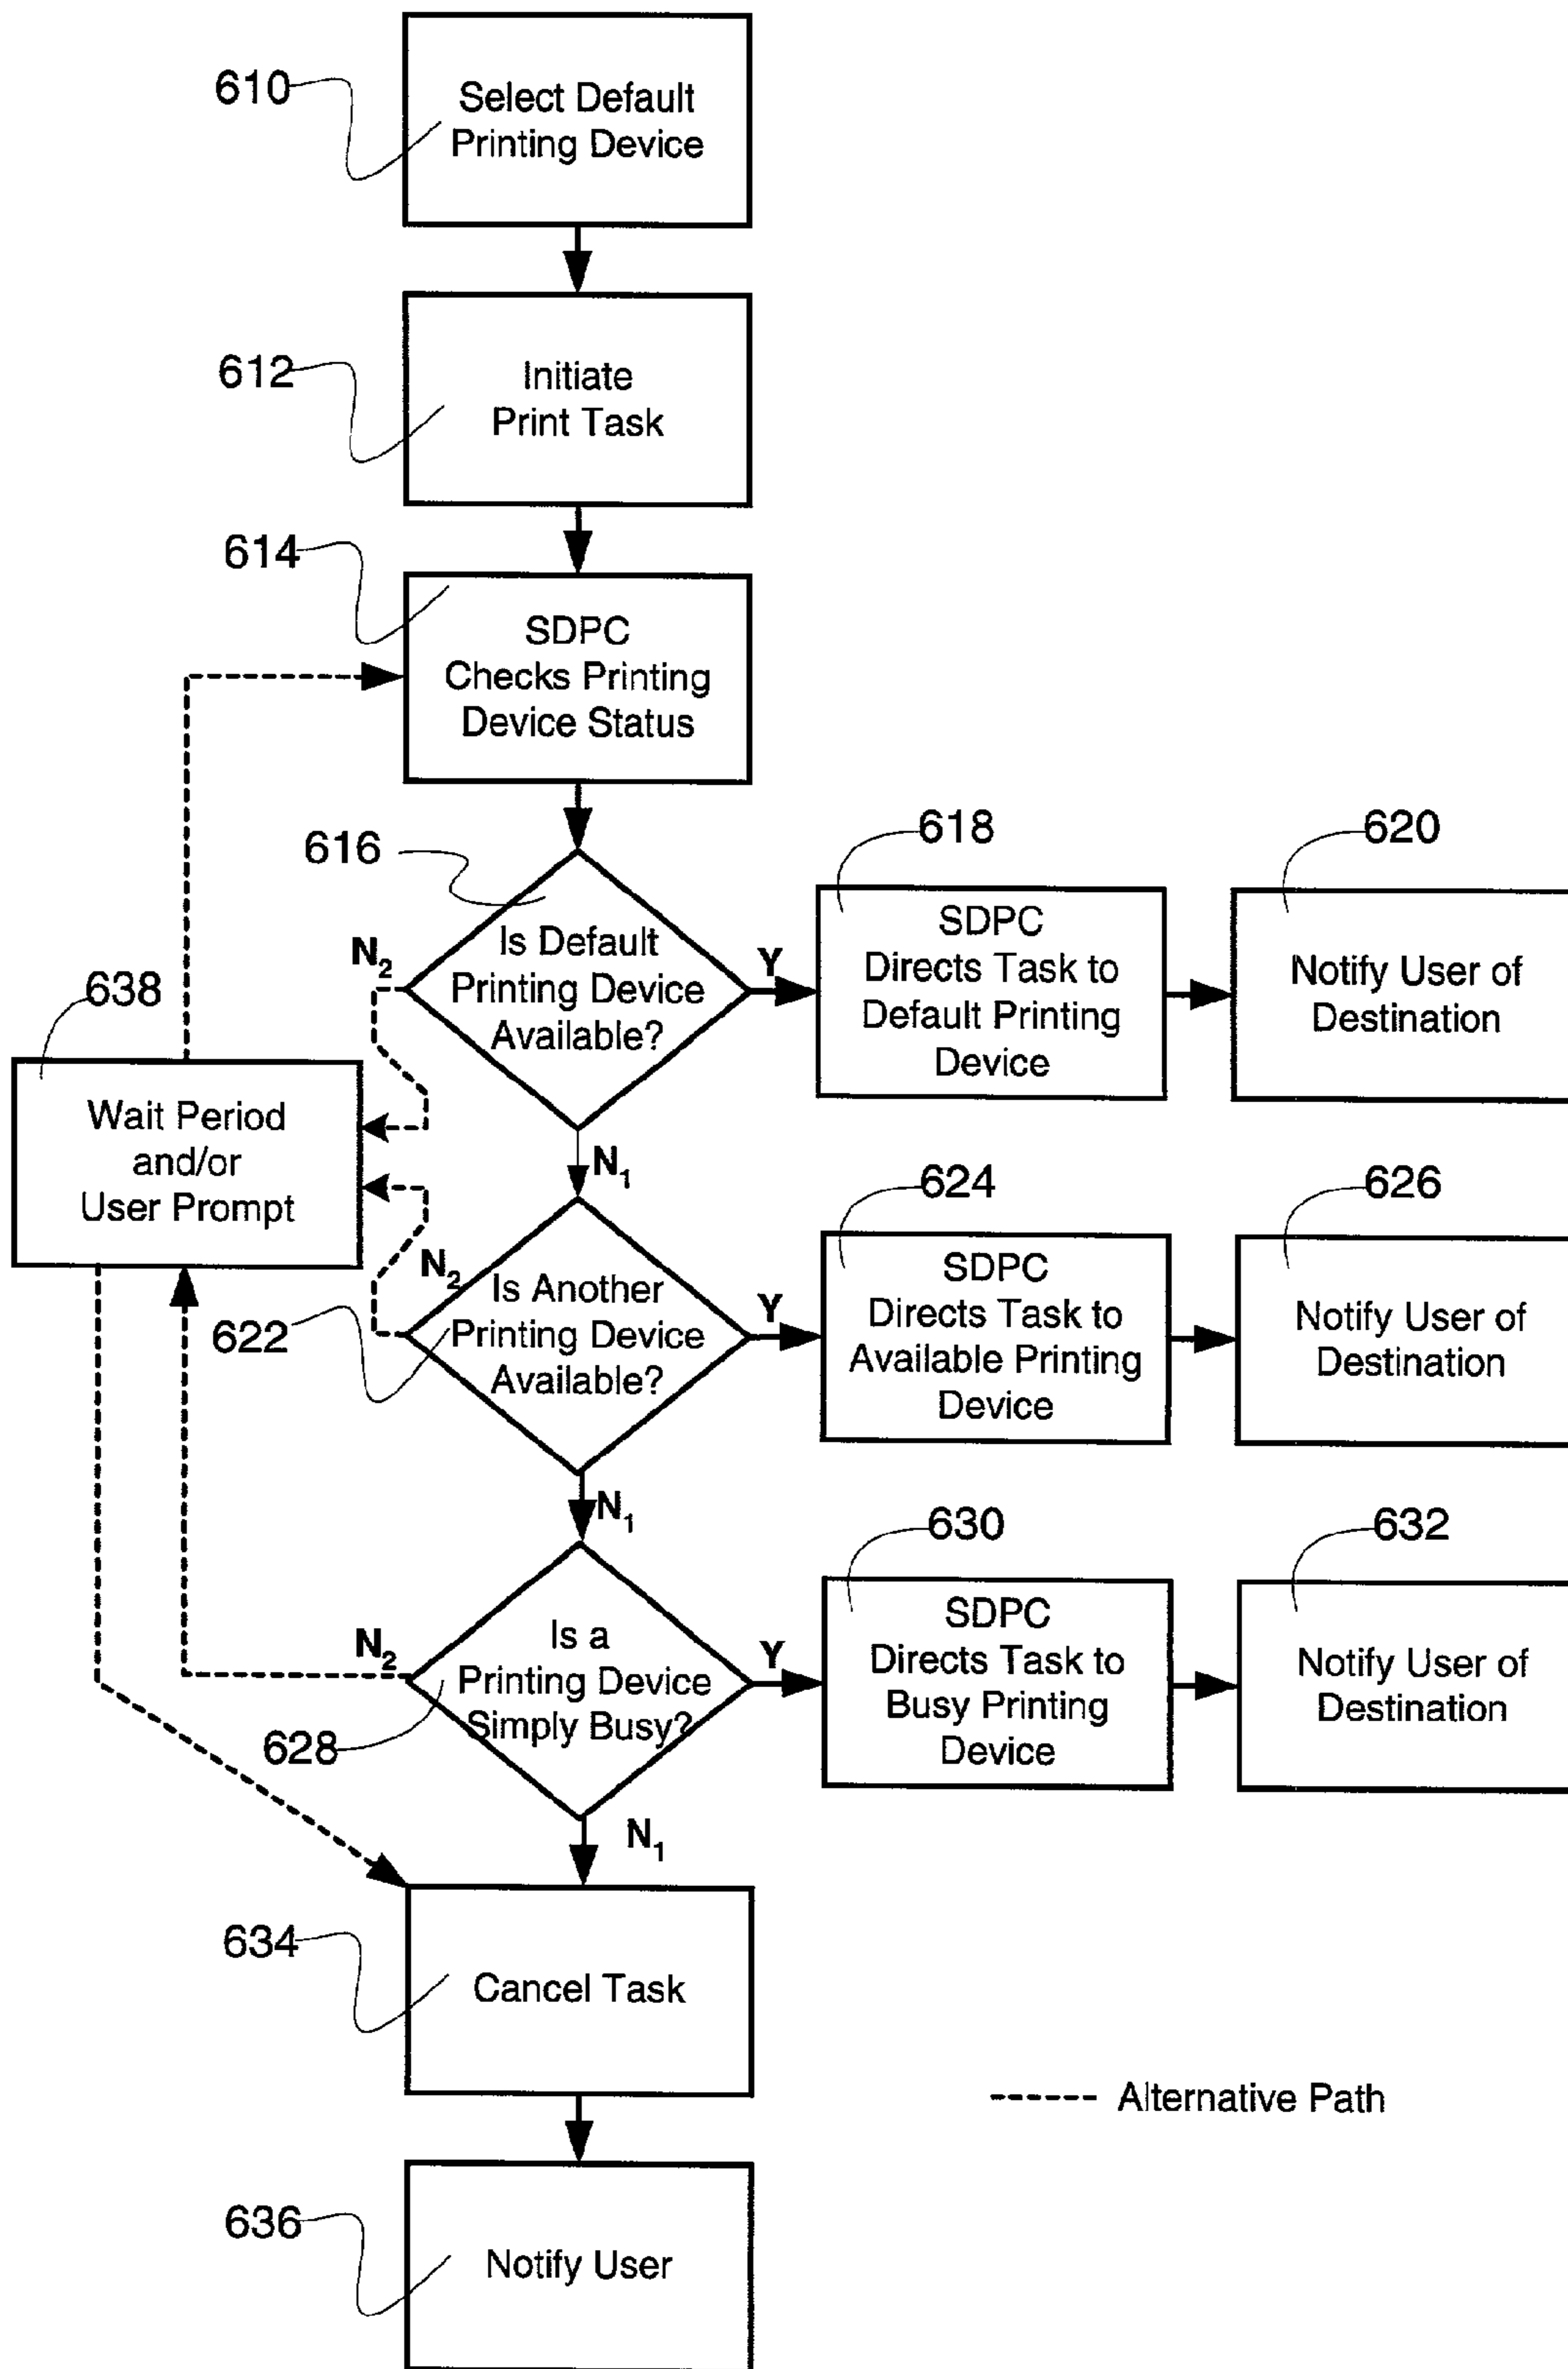 610
Select Default
Printing Device
612
Initiate
Print Task
614
SDPC
Checks Printing
Device Status
616
Is Default
Printing Device
Available?
N2
Y
N1
618
SDPC
Directs Task to
Default Printing
Device
620
Notify User of
Destination
638
Wait Period
and/or
User Prompt
622
Is Another
Printing Device
Available?
N2
Y
N1
624
SDPC
Directs Task to
Available Printing
Device
626
Notify User of
Destination
628
Is a
Printing Device
Simply Busy?
N2
Y
N1
630
SDPC
Directs Task to
Busy Printing
Device
632
Notify User of
Destination
634
Cancel Task
Alternative Path
636
Notify User